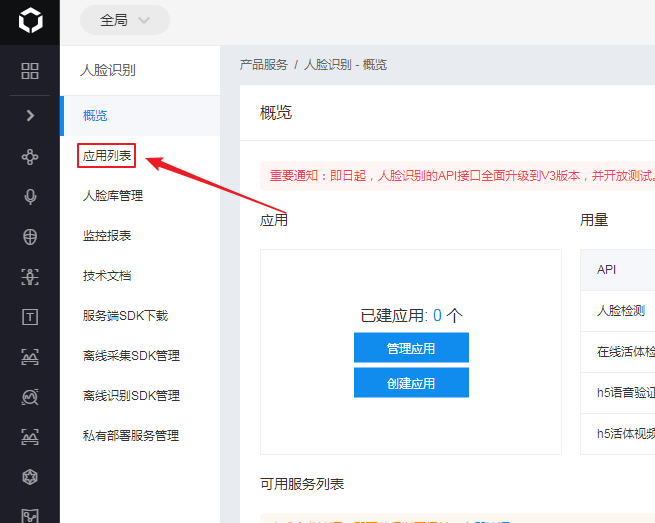 全局
人脸识别
概览
应用列表
人脸库管理
监控报表
技术文档
服务端SDK下载
离线采集SDK管理
离线识别SDK管理
私有部署服务管理
产品服务 / 人脸识别 - 概览
概览
重要通知：即日起，人脸识别的API接口全面升级到V3版本，并开放测试。
应用
已建应用: 0 个
管理应用
创建应用
用量
API
人脸检测
在线活体检
h5语音验证
h5活体视频
可用服务列表